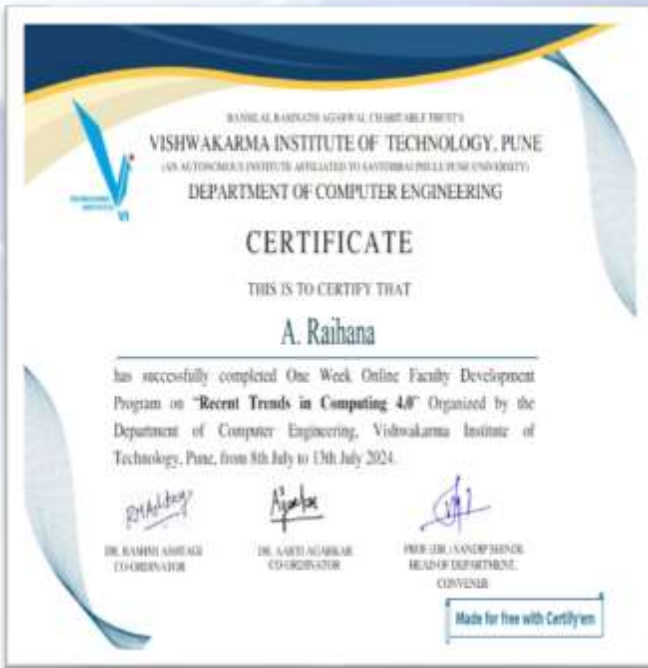 BANSILAL RAMNATH AGARWAL CHARITABLE TRUST'S
VISHWAKARMA INSTITUTE OF TECHNOLOGY, PUNE
(AN AUTONOMOUS INSTITUTE AFFILIATED TO SAVITRIBAI PHULE PUNE UNIVERSITY)
DEPARTMENT OF COMPUTER ENGINEERING
VISHWAKARMA
INSTITUTES
VI
CERTIFICATE
THIS IS TO CERTIFY THAT
A. Raihana
has successfully completed One Week Online Faculty Development
Program on "Recent Trends in Computing 4.0" Organized by the
Department of Computer Engineering, Vishwakarma Institute of
Technology, Pune, from 8th July to 13th July 2024.
DR. RASHMI ASHTAGI
CO-ORDINATOR
DR. AARTI AGARKAR
CO-ORDINATOR
PROF. (DR.) SANDIP SHINDE
HEAD OF DEPARTMENT,
CONVENER
Made for free with Certify'em